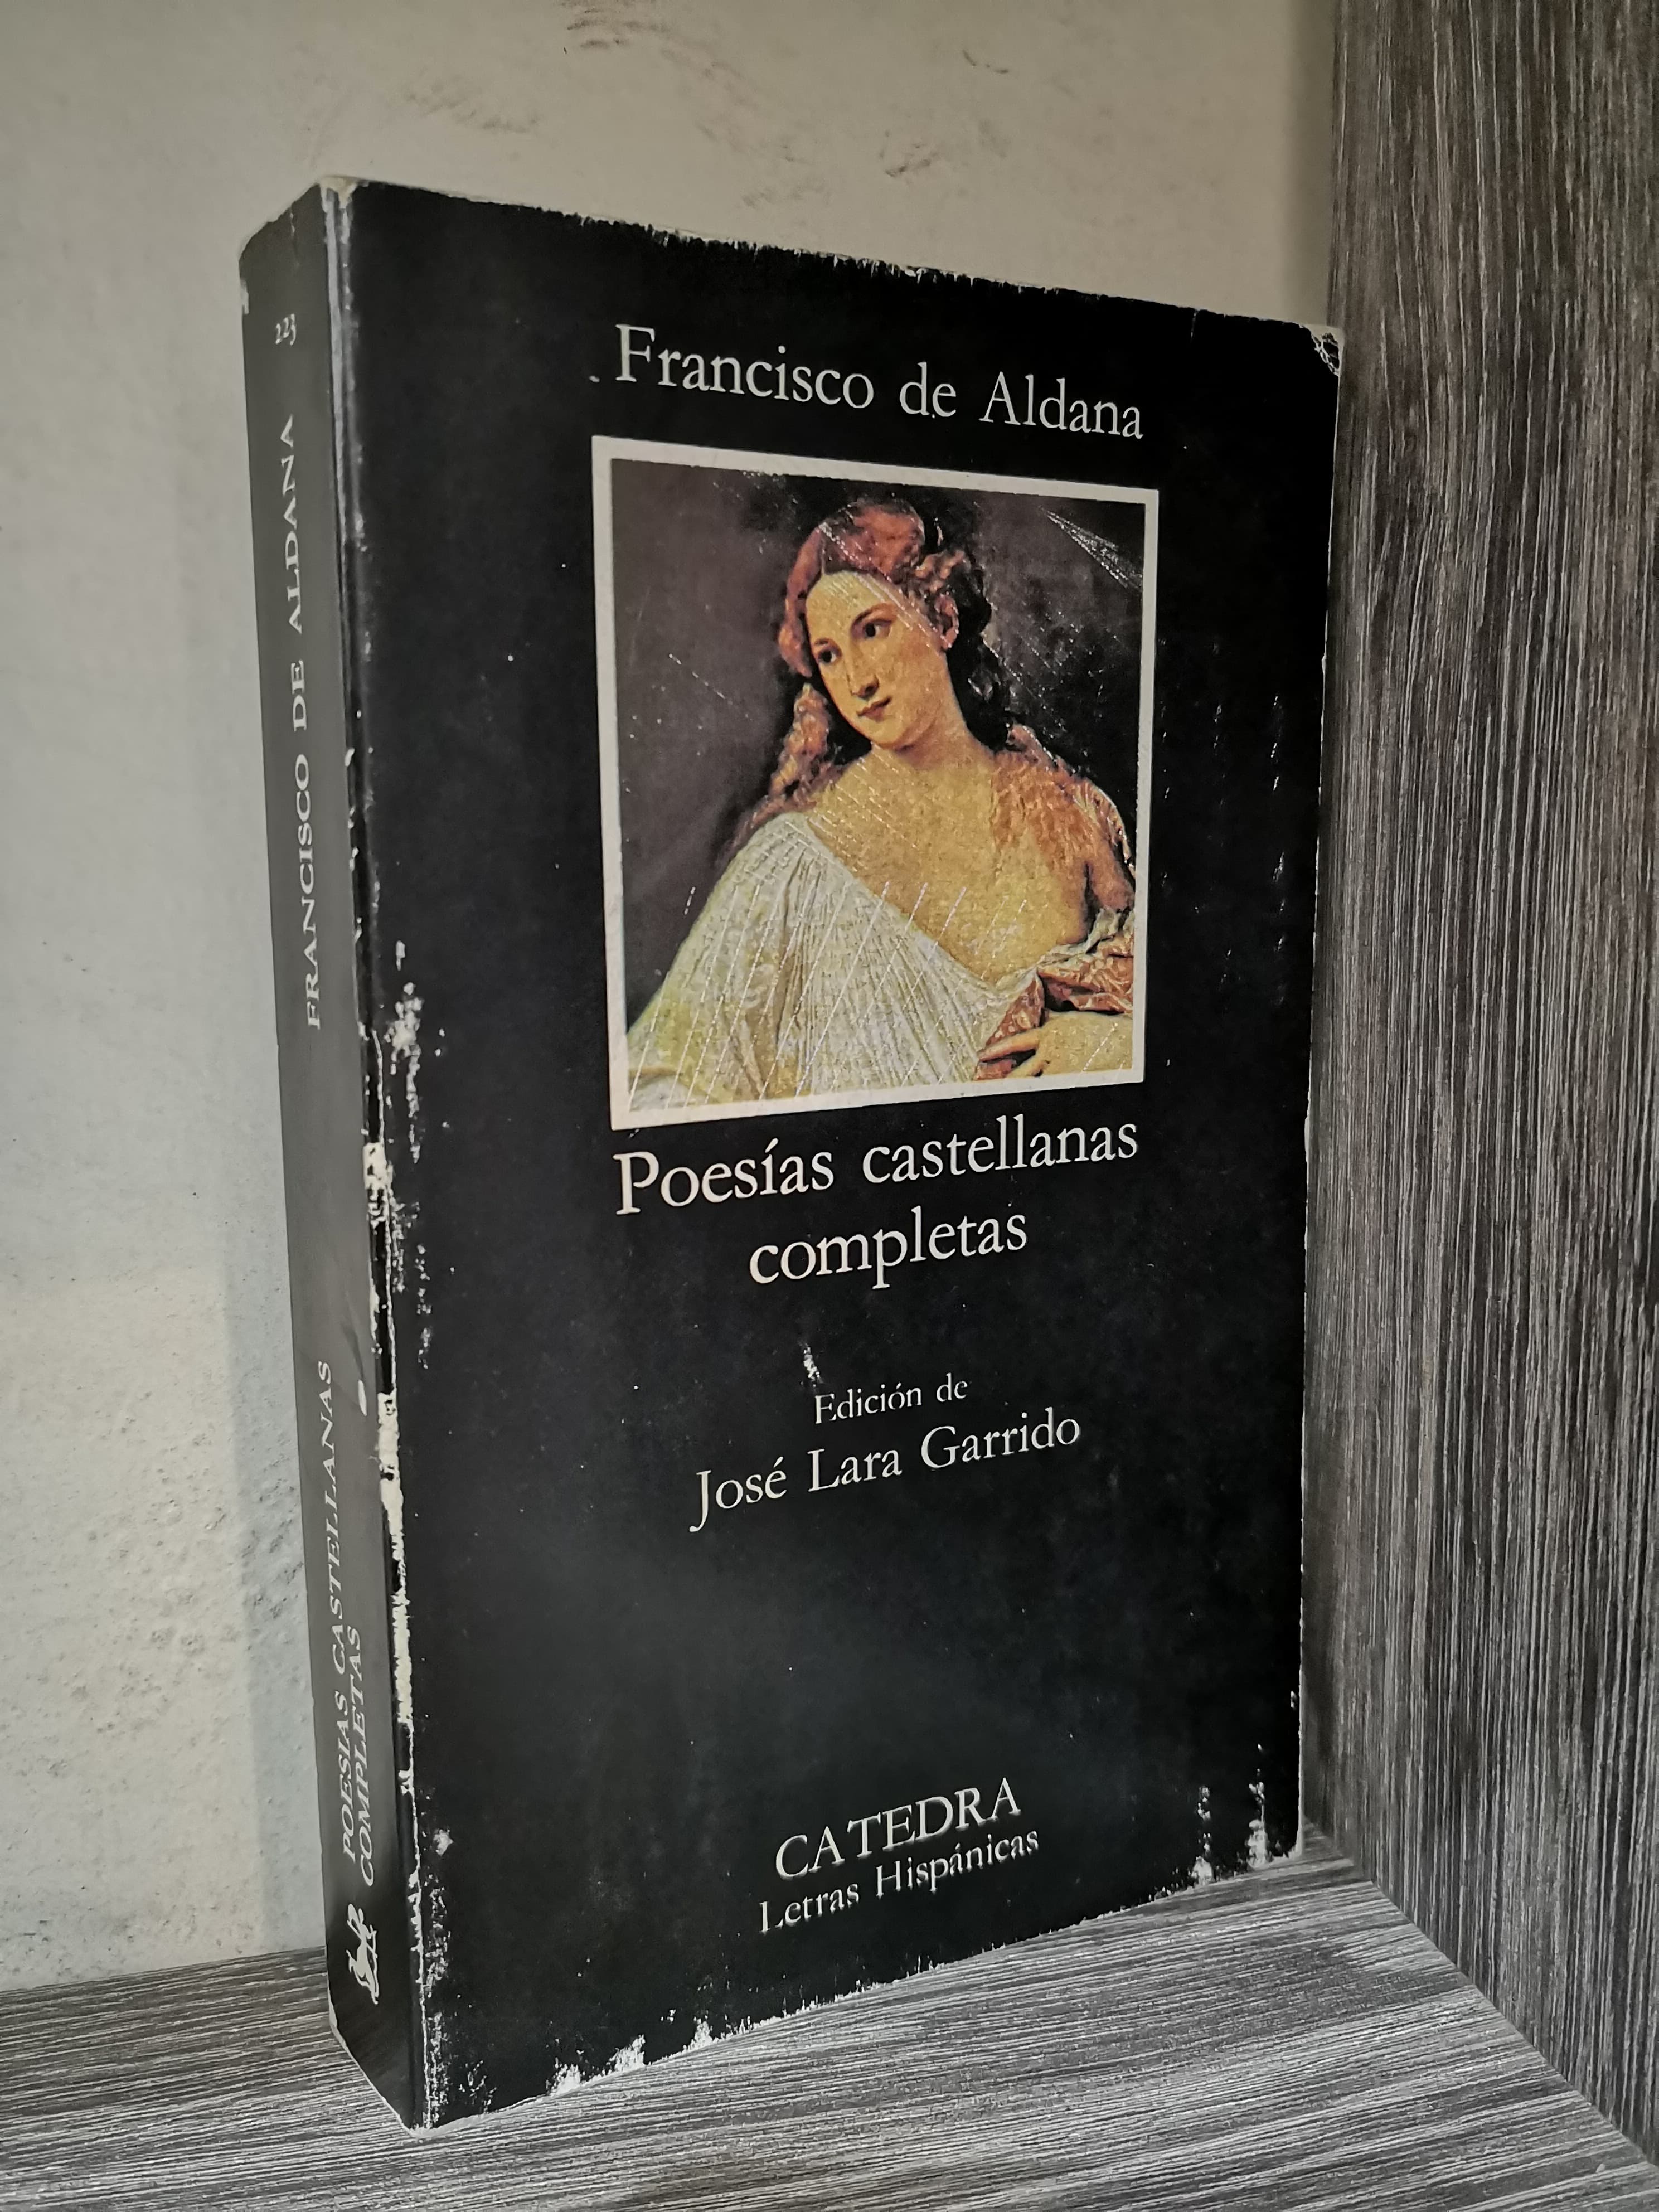 Francisco de Aldana
Poesías castellanas
completas
Edición de
José Lara Garrido
CATEDRA
Letras Hispánicas
223
FRANCISCO DE ALDANA
POESIAS CASTELLANAS
COMPLETAS